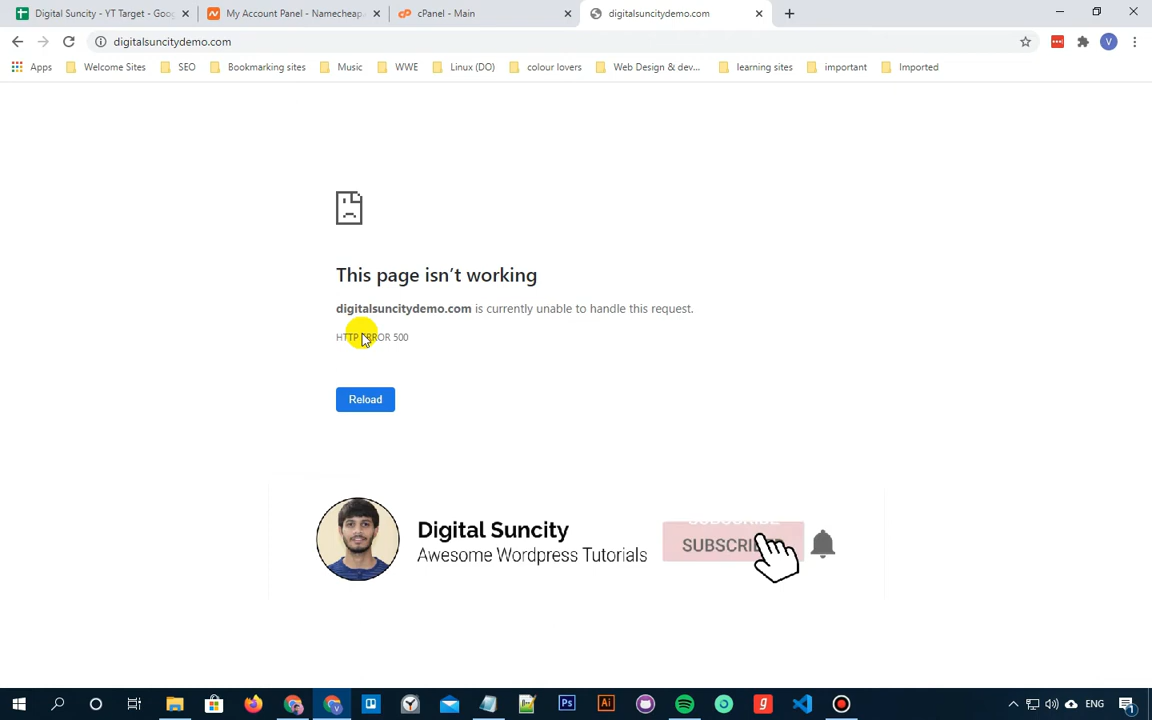 Digital Suncity - YT Target - Goog
My Account Panel - Namecheap
cPanel - Main
digitalsuncitydemo.com
digitalsuncitydemo.com
Apps
Welcome Sites
SEO
Bookmarking sites
Music
WWE
Linux (DO)
colour lovers
Web Design & dev...
learning sites
important
Imported
This page isn't working
digitalsuncitydemo.com is currently unable to handle this request.
HTTP ERROR 500
Reload
Digital Suncity
Awesome Wordpress Tutorials
ENG